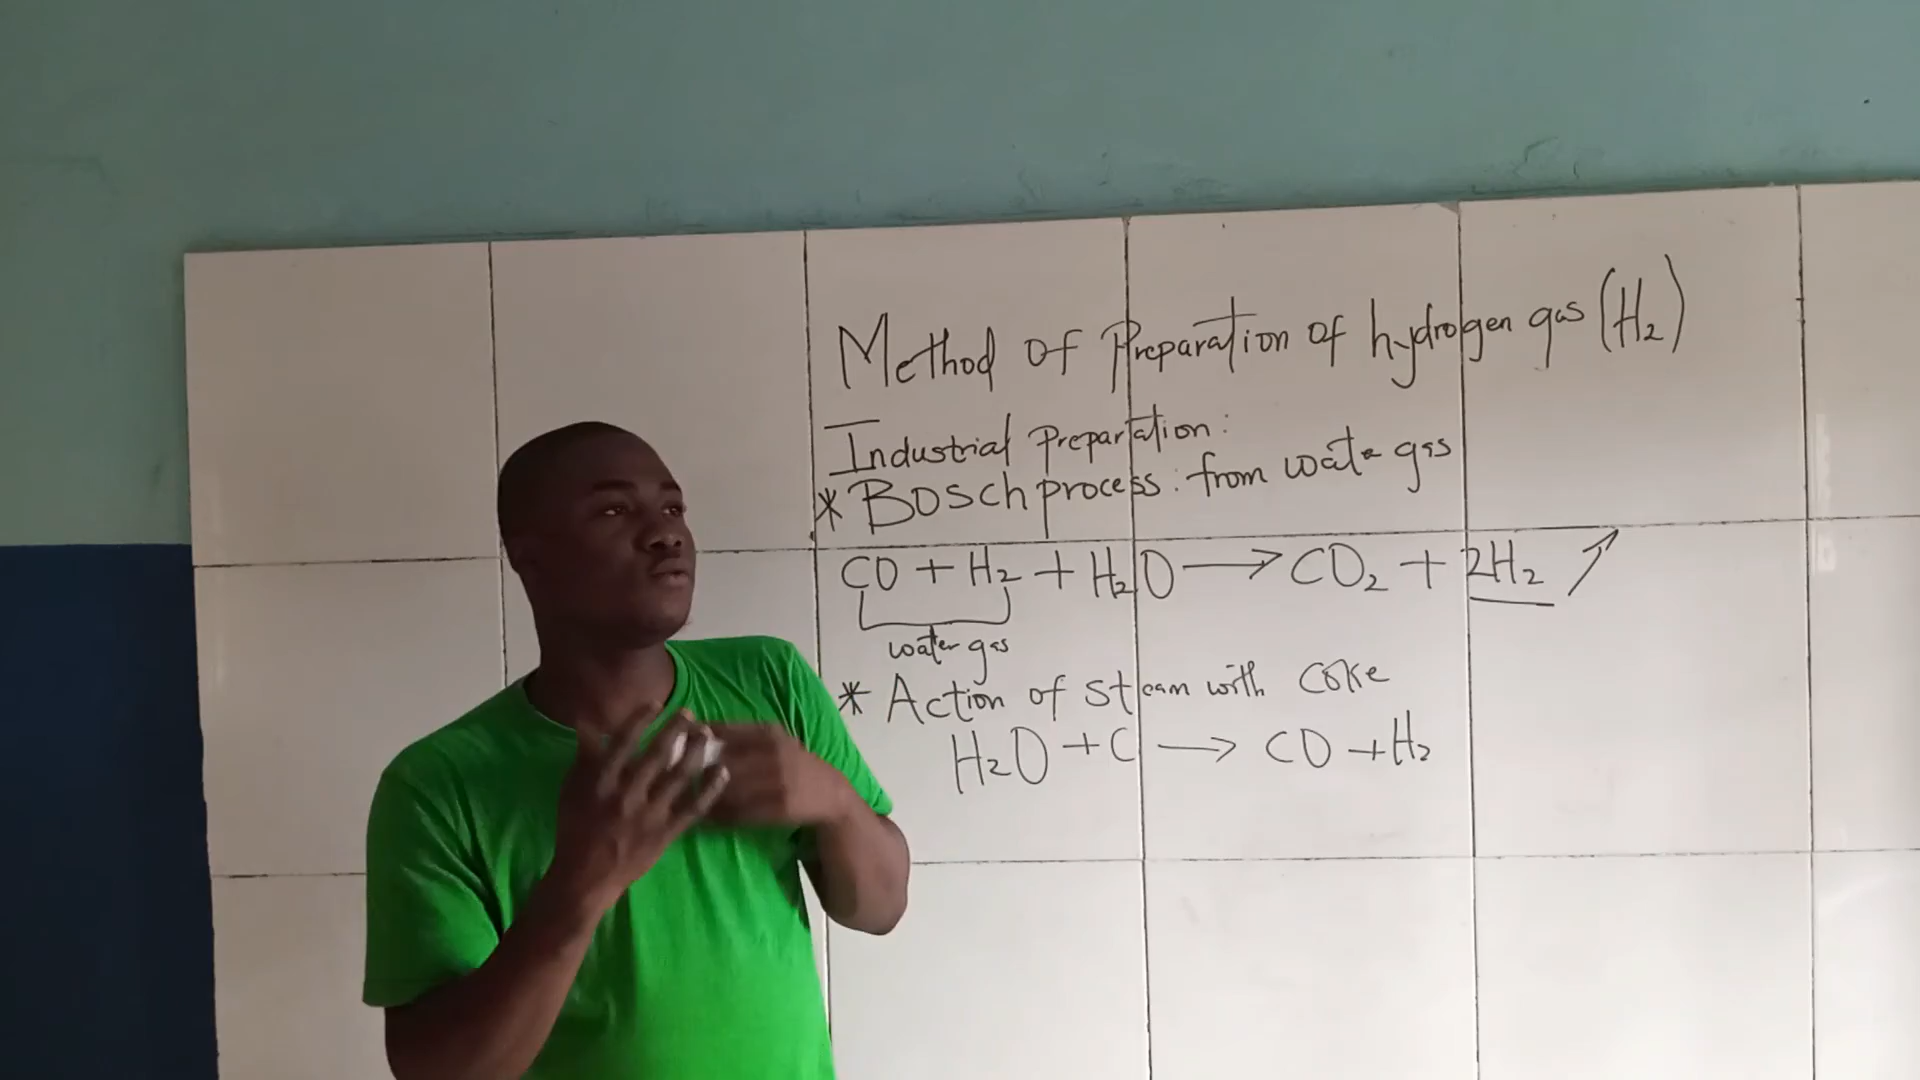 Method of Preparation of hydrogen gas (H₂)
Industrial Preparation:
* Bosch process: from water gas
CO + H₂ + H₂O → CO₂ + 2H₂ ↗
water gas
* Action of steam with coke
H₂O + C → CO + H₂